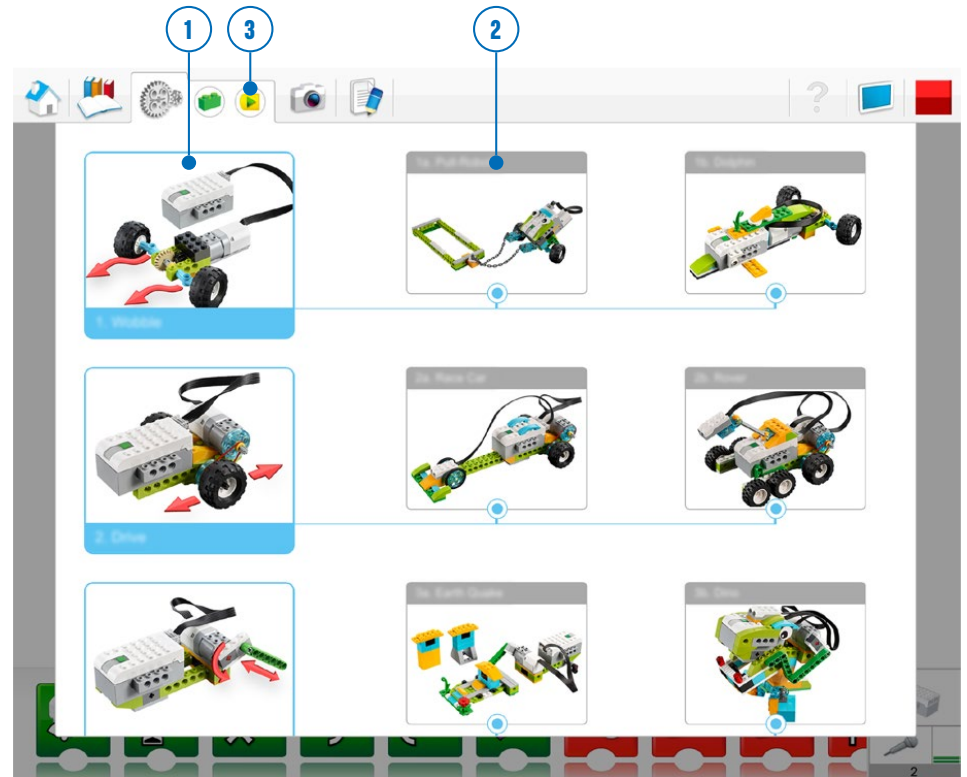 1
3
2
1a. Pull Robot
1b. Dolphin
1. Wobble
2a. Race Car
2b. Rover
2. Drive
3a. Earth Quake
3b. Dino
2